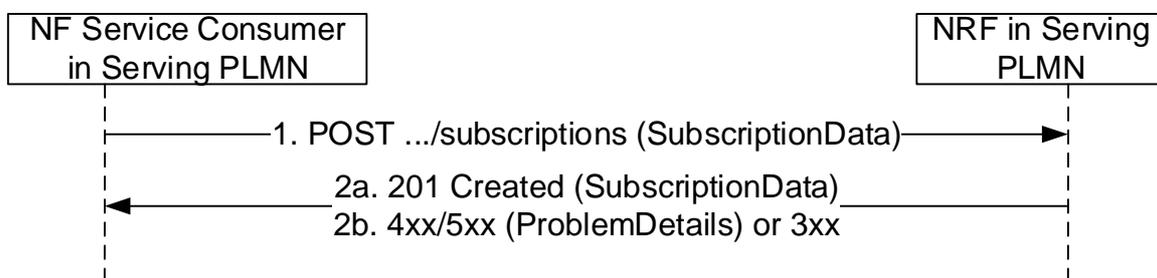 NF Service Consumer
in Serving PLMN
NRF in Serving
PLMN
1. POST .../subscriptions (SubscriptionData)
2a. 201 Created (SubscriptionData)
2b. 4xx/5xx (ProblemDetails) or 3xx